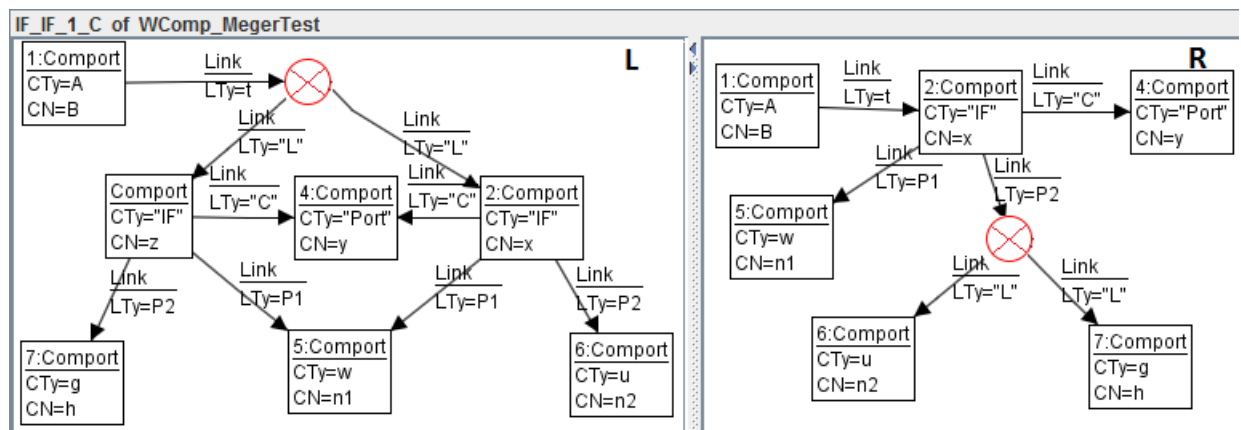 IF_IF_1_C of WComp_MegerTest
L
1:Comport
CTy=A
CN=B
Link
LTy=t
Link
LTy="L"
Link
LTy="L"
Comport
CTy="IF"
CN=z
Link
LTy="C"
4:Comport
CTy="Port"
CN=y
Link
LTy="C"
2:Comport
CTy="IF"
CN=x
Link
LTy=P2
Link
LTy=P1
Link
LTy=P1
Link
LTy=P2
7:Comport
CTy=g
CN=h
5:Comport
CTy=w
CN=n1
6:Comport
CTy=u
CN=n2
R
1:Comport
CTy=A
CN=B
Link
LTy=t
2:Comport
CTy="IF"
CN=x
Link
LTy="C"
4:Comport
CTy="Port"
CN=y
Link
LTy=P1
Link
LTy=P2
5:Comport
CTy=w
CN=n1
Link
LTy="L"
Link
LTy="L"
6:Comport
CTy=u
CN=n2
7:Comport
CTy=g
CN=h